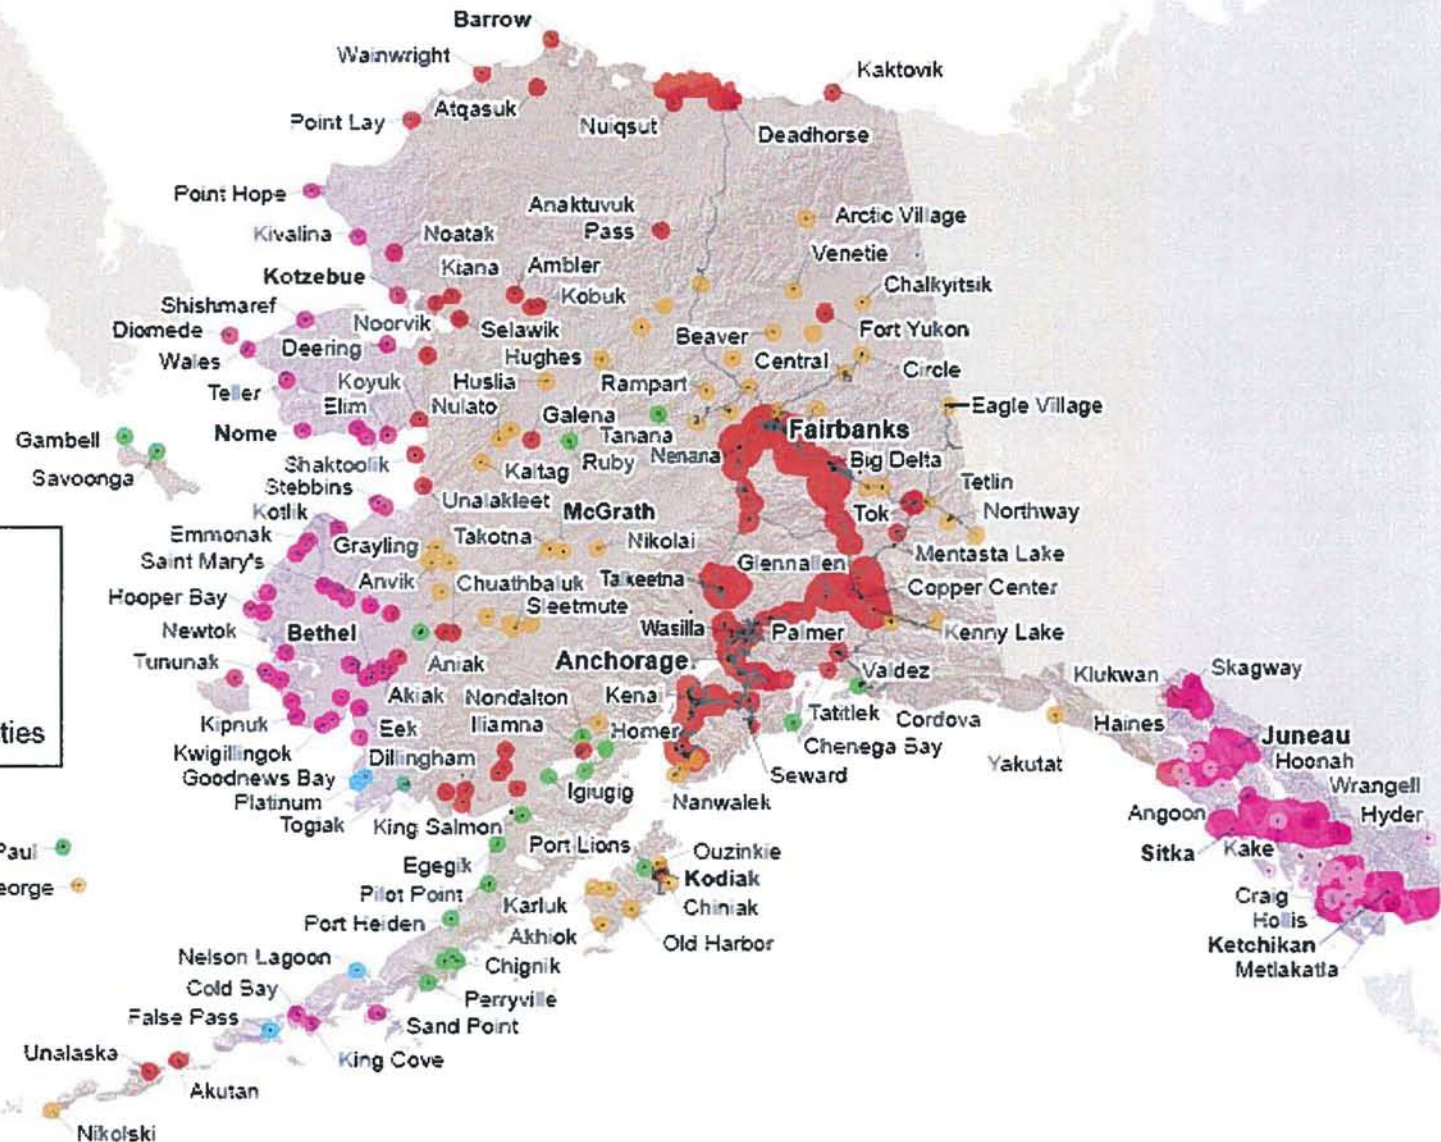 Barrow
Wainwright
Kaktovik
Atqasuk
Point Lay
Nuiqsut
Deadhorse
Point Hope
Anaktuvuk
Pass
Arctic Village
Kivalina
Noatak
Venetie
Kotzebue
Kiana
Ambler
Chalkyitsik
Shishmaref
Kobuk
Diomede
Noorvik
Selawik
Beaver
Fort Yukon
Wales
Deering
Hughes
Central
Circle
Teller
Koyuk
Huslia
Rampart
Elim
Nulato
Galena
Eagle Village
Gambell
Nome
Tanana
Fairbanks
Savoonga
Shaktoolik
Kaltag
Ruby
Nenana
Big Delta
Stebbins
Unalakleet
Tetlin
Kotlik
McGrath
Tok
Northway
Emmonak
Grayling
Takotna
Nikolai
Mentasta Lake
Saint Mary's
Anvik
Chuathbaluk
Talkeetna
Glennallen
Copper Center
Hooper Bay
Sleetmute
Newtok
Bethel
Wasilla
Palmer
Kenny Lake
Tununak
Aniak
Anchorage
Valdez
Klukwan
Skagway
Akiak
Nondalton
Kenai
Tatitlek
Cordova
Haines
Kipnuk
Eek
Iliamna
Homer
Chenega Bay
Juneau
ties
Kwigillingok
Dillingham
Yakutat
Hoonah
Goodnews Bay
Igiugig
Seward
Wrangell
Platinum
Nanwalek
Angoon
Hyder
Togiak
King Salmon
Paul
Port Lions
Ouzinkie
Sitka
Kake
Egegik
Kodiak
eorge
Pilot Point
Karluk
Chiniak
Craig
Port Heiden
Akhiok
Old Harbor
Hollis
Ketchikan
Nelson Lagoon
Chignik
Metlakatla
Cold Bay
Perryville
False Pass
Sand Point
Unalaska
King Cove
Akutan
Nikolski